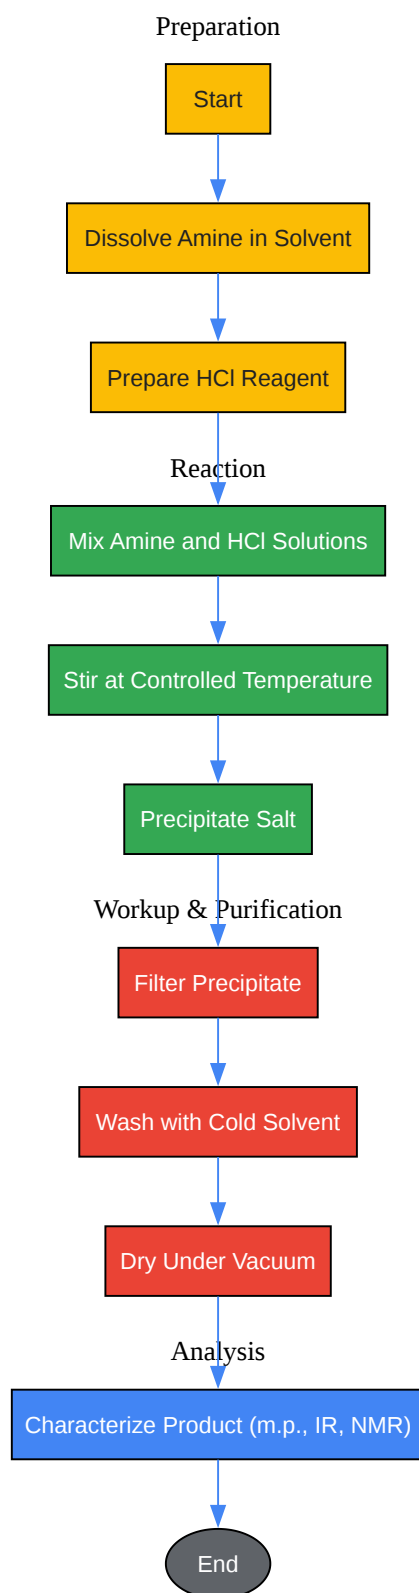 Preparation
Start
Dissolve Amine in Solvent
Prepare HCl Reagent
Reaction
Mix Amine and HCl Solutions
Stir at Controlled Temperature
Precipitate Salt
Workup & Purification
Filter Precipitate
Wash with Cold Solvent
Dry Under Vacuum
Analysis
Characterize Product (m.p., IR, NMR)
End